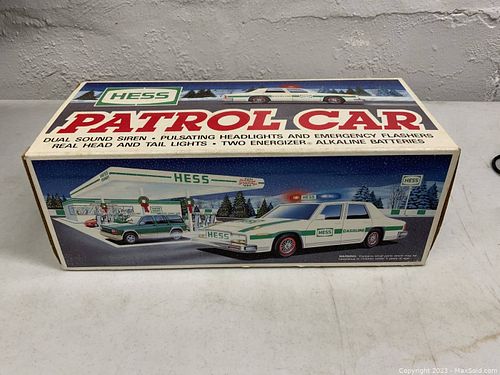 HESS
PATROL CAR
DUAL SOUND SIREN • PULSATING HEADLIGHTS AND EMERGENCY FLASHERS
REAL HEAD AND TAIL LIGHTS • TWO ENERGIZER® ALKALINE BATTERIES
HESS
HESS
HESS
HESS
GASOLINE
WARNING:
Copyright 2023 - MaxSold.com